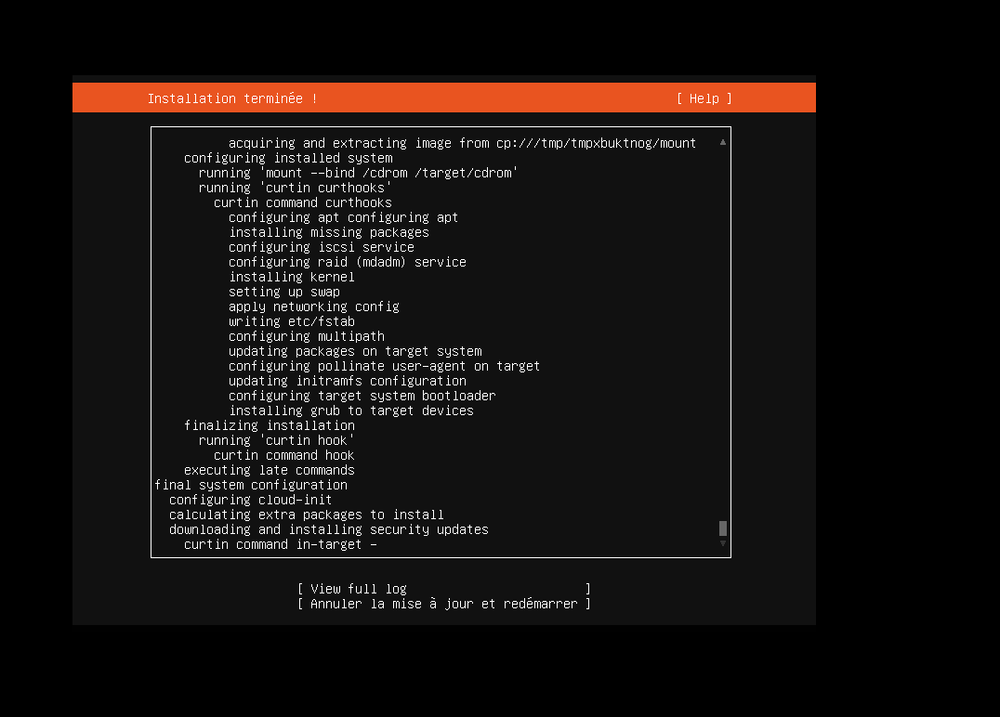 Installation terminée !    [ Help ]
acquiring and extracting image from cp:///tmp/tmpxbuktnog/mount
configuring installed system
running 'mount --bind /cdrom /target/cdrom'
running 'curtin curthooks'
curtin command curthooks
configuring apt configuring apt
installing missing packages
configuring iscsi service
configuring raid (mdadm) service
installing kernel
setting up swap
apply networking config
writing etc/fstab
configuring multipath
updating packages on target system
configuring pollinate user-agent on target
updating initramfs configuration
configuring target system bootloader
installing grub to target devices
finalizing installation
running 'curtin hook'
curtin command hook
executing late commands
final system configuration
configuring cloud-init
calculating extra packages to install
downloading and installing security updates
curtin command in-target -
[ View full log ]
[ Annuler la mise à jour et redémarrer ]